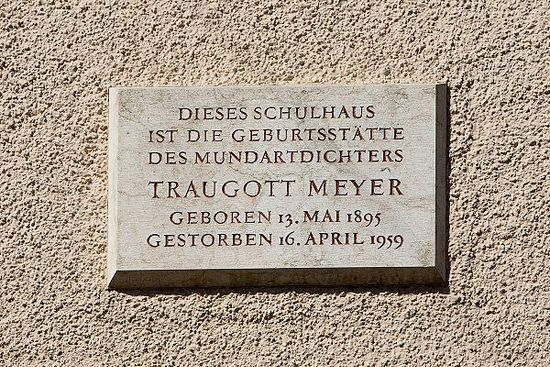 DIESES SCHULHAUS
IST DIE GEBURTSSTÄTTE
DES MUNDARTDICHTERS
TRAUGOTT MEYER
GEBOREN 13. MAI 1895
GESTORBEN 16. APRIL 1959